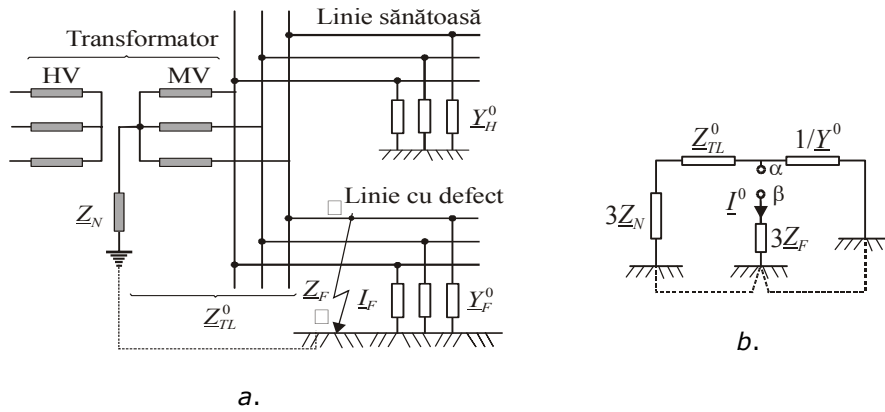 Linie sănătoasă
Transformator
HV MV
Y_H^0
Z_N
Linie cu defect
Z_F I_F Y_F^0
Z_TL^0
a.
Z_TL^0 1/Y^0
α
β
I^0
3Z_N
3Z_F
b.